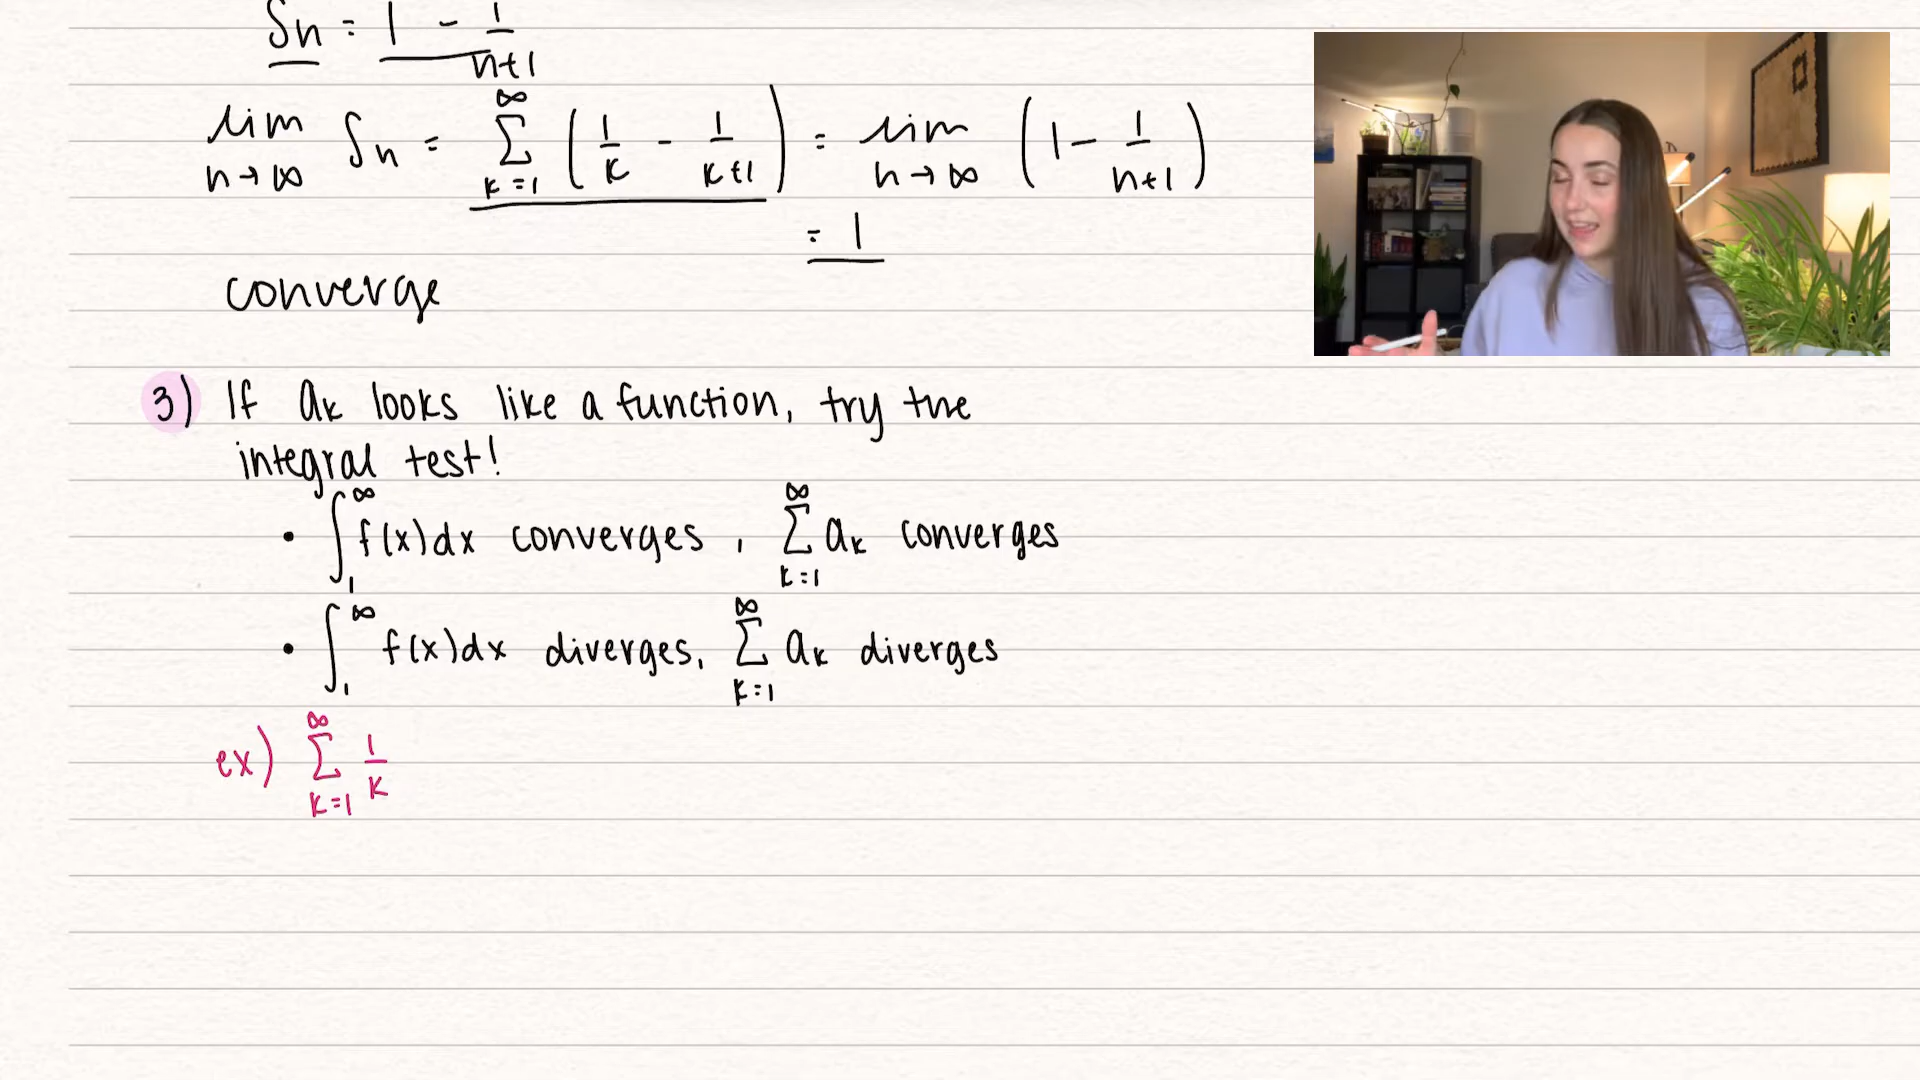 Sn = 1 - 1/(n+1)
lim n→∞ Sn = ∑ k=1 ∞ (1/k - 1/(k+1)) = lim n→∞ (1 - 1/(n+1))
= 1
converge
3) If ak looks like a function, try the
integral test!
• ∫ 1 ∞ f(x)dx converges, ∑ k=1 ∞ ak converges
• ∫ 1 ∞ f(x)dx diverges, ∑ k=1 ∞ ak diverges
ex) ∑ k=1 ∞ 1/k